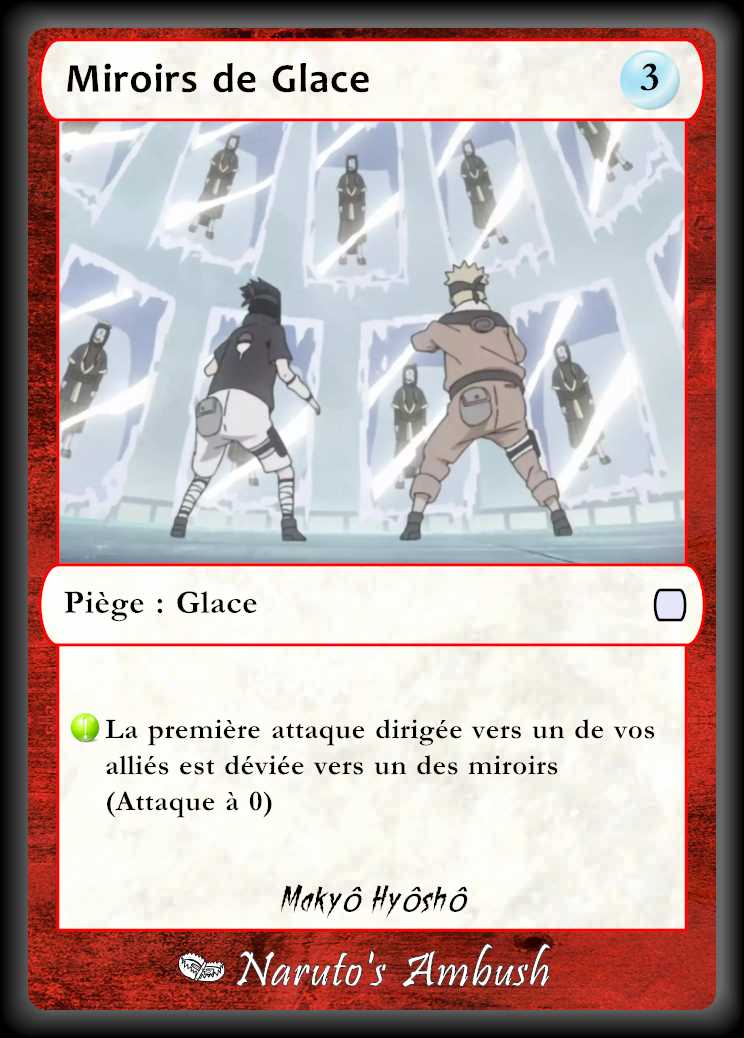 Miroirs de Glace
3
Piège : Glace
La première attaque dirigée vers un de vos
alliés est déviée vers un des miroirs
(Attaque à 0)
Makyô Hyôshô
Naruto's Ambush